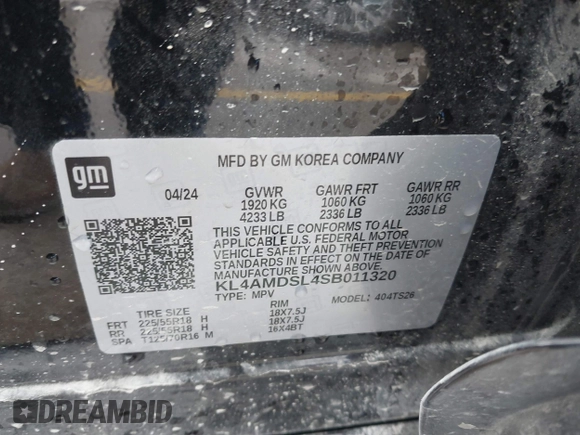 MFD BY GM KOREA COMPANY
gm
04/24 GVWR GAWR FRT GAWR RR
1920 KG 1060 KG 1060 KG
4233 LB 2336 LB 2336 LB
THIS VEHICLE CONFORMS TO ALL
APPLICABLE U.S. FEDERAL MOTOR
VEHICLE SAFETY AND THEFT PREVENTION
STANDARDS IN EFFECT ON THE DATE OF
MANUFACTURE SHOWN ABOVE.
KL4AMDSL4SB011320
TYPE: MPV MODEL: 404TS26
TIRE SIZE RIM
FRT 225/55R18 H 18X7.5J
RR 225/55R18 H 18X7.5J
SPA T125/70R16 M 16X4BT
DREAMBID